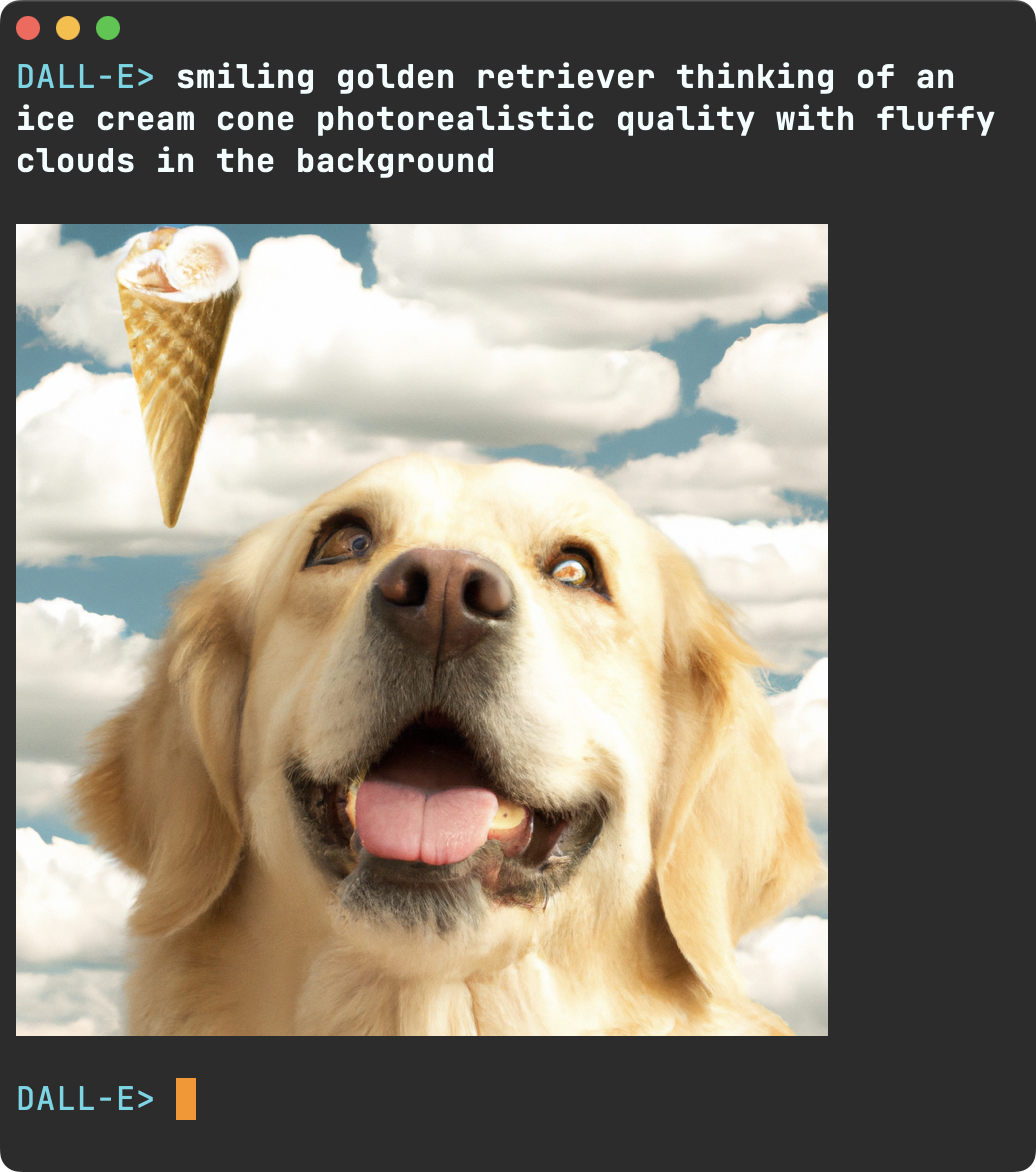 DALL-E> smiling golden retriever thinking of an
ice cream cone photorealistic quality with fluffy
clouds in the background
DALL-E>